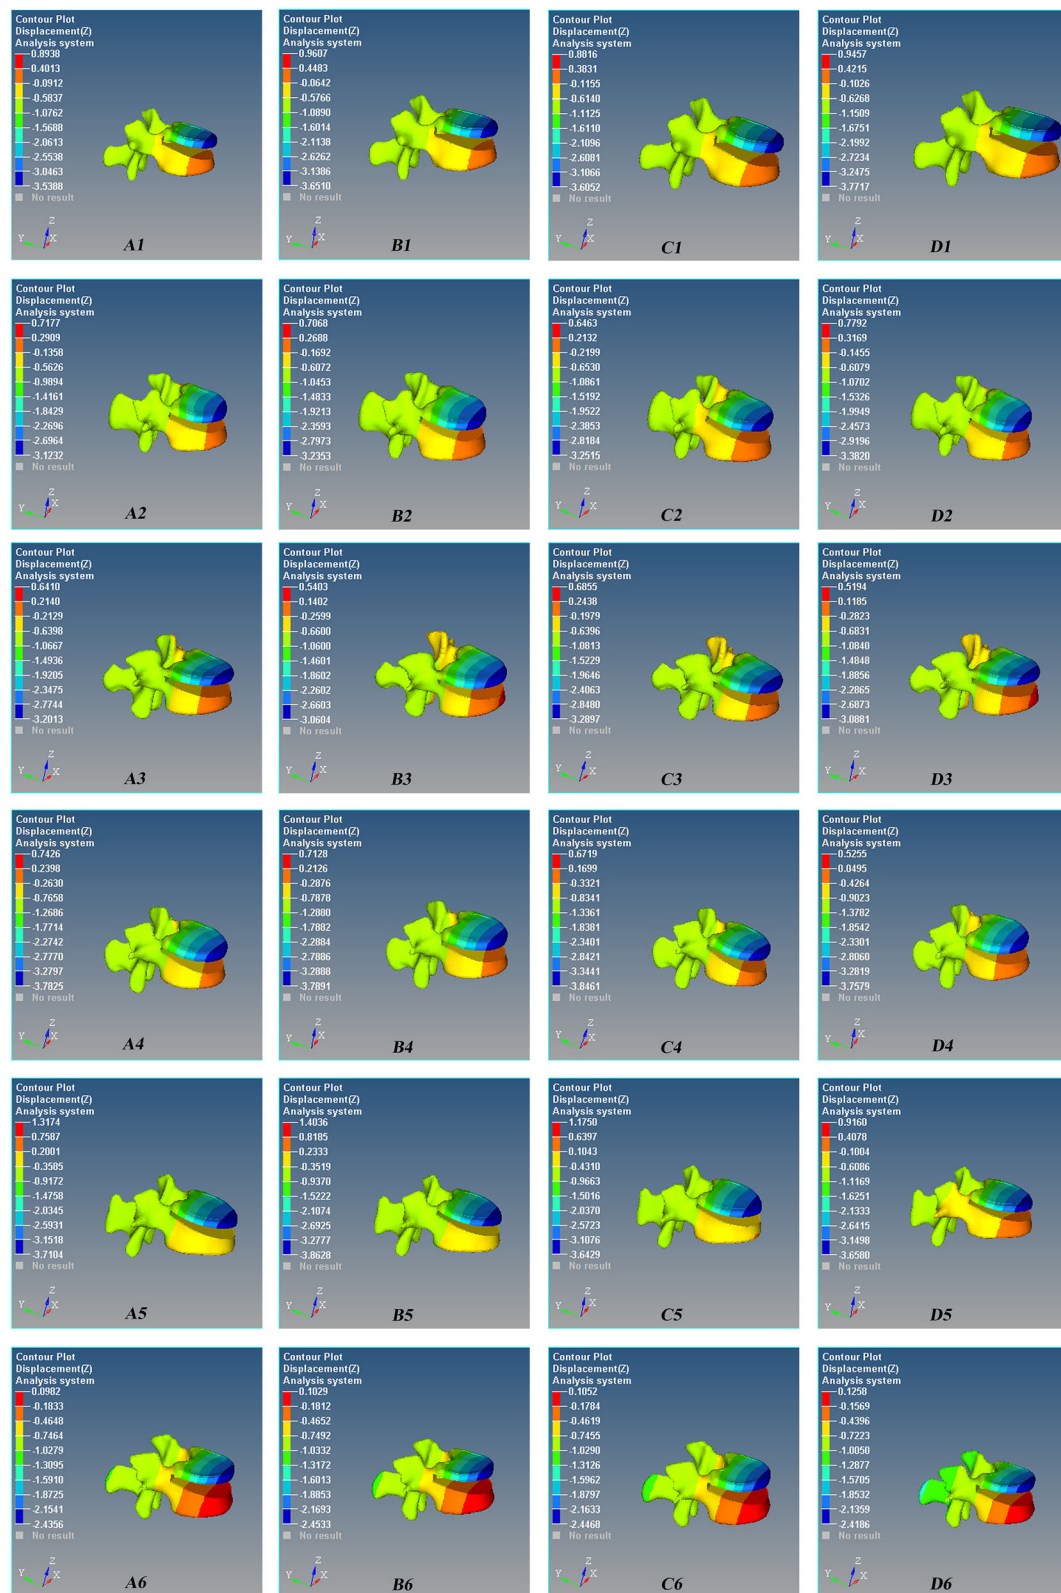 Contour Plot
Displacement(Z)
Analysis system
0.8938
0.4013
-0.0912
-0.5837
-1.0762
-1.5688
-2.0613
-2.5538
-3.0463
-3.5388
No result
Z
Y
X
A1
Contour Plot
Displacement(Z)
Analysis system
0.9607
0.4483
-0.0642
-0.5766
-1.0890
-1.6014
-2.1138
-2.6262
-3.1386
-3.6510
No result
Z
Y
X
B1
Contour Plot
Displacement(Z)
Analysis system
0.8816
0.3831
-0.1155
-0.6140
-1.1125
-1.6110
-2.1096
-2.6081
-3.1066
-3.6052
No result
Z
Y
X
C1
Contour Plot
Displacement(Z)
Analysis system
0.9457
0.4215
-0.1026
-0.6268
-1.1509
-1.6751
-2.1992
-2.7234
-3.2475
-3.7717
No result
Z
Y
X
D1
Contour Plot
Displacement(Z)
Analysis system
0.7177
0.2909
-0.1358
-0.5626
-0.9894
-1.4161
-1.8429
-2.2696
-2.6964
-3.1232
No result
Z
Y
X
A2
Contour Plot
Displacement(Z)
Analysis system
0.7068
0.2688
-0.1692
-0.6072
-1.0453
-1.4833
-1.9213
-2.3593
-2.7973
-3.2353
No result
Z
Y
X
B2
Contour Plot
Displacement(Z)
Analysis system
0.6463
0.2132
-0.2199
-0.6530
-1.0861
-1.5192
-1.9522
-2.3853
-2.8184
-3.2515
No result
Z
Y
X
C2
Contour Plot
Displacement(Z)
Analysis system
0.7792
0.3169
-0.1455
-0.6079
-1.0702
-1.5326
-1.9949
-2.4573
-2.9196
-3.3820
No result
Z
Y
X
D2
Contour Plot
Displacement(Z)
Analysis system
0.6410
0.2140
-0.2129
-0.6398
-1.0667
-1.4936
-1.9205
-2.3475
-2.7744
-3.2013
No result
Z
Y
X
A3
Contour Plot
Displacement(Z)
Analysis system
0.5403
0.1402
-0.2599
-0.6600
-1.0600
-1.4601
-1.8602
-2.2602
-2.6603
-3.0604
No result
Z
Y
X
B3
Contour Plot
Displacement(Z)
Analysis system
0.6855
0.2438
-0.1979
-0.6396
-1.0813
-1.5229
-1.9646
-2.4063
-2.8480
-3.2897
No result
Z
Y
X
C3
Contour Plot
Displacement(Z)
Analysis system
0.5194
0.1185
-0.2823
-0.6831
-1.0840
-1.4848
-1.8856
-2.2865
-2.6873
-3.0881
No result
Z
Y
X
D3
Contour Plot
Displacement(Z)
Analysis system
0.7426
0.2398
-0.2630
-0.7658
-1.2686
-1.7714
-2.2742
-2.7770
-3.2797
-3.7825
No result
Z
Y
X
A4
Contour Plot
Displacement(Z)
Analysis system
0.7128
0.2126
-0.2876
-0.7878
-1.2880
-1.7882
-2.2884
-2.7886
-3.2888
-3.7891
No result
Z
Y
X
B4
Contour Plot
Displacement(Z)
Analysis system
0.6719
0.1699
-0.3321
-0.8341
-1.3361
-1.8381
-2.3401
-2.8421
-3.3441
-3.8461
No result
Z
Y
X
C4
Contour Plot
Displacement(Z)
Analysis system
0.5255
0.0495
-0.4264
-0.9023
-1.3782
-1.8542
-2.3301
-2.8060
-3.2819
-3.7579
No result
Z
Y
X
D4
Contour Plot
Displacement(Z)
Analysis system
1.3174
0.7587
0.2001
-0.3585
-0.9172
-1.4758
-2.0345
-2.5931
-3.1518
-3.7104
No result
Z
Y
X
A5
Contour Plot
Displacement(Z)
Analysis system
1.4036
0.8185
0.2333
-0.3519
-0.9370
-1.5222
-2.1074
-2.6925
-3.2777
-3.8628
No result
Z
Y
X
B5
Contour Plot
Displacement(Z)
Analysis system
1.1750
0.6397
0.1043
-0.4310
-0.9663
-1.5016
-2.0370
-2.5723
-3.1076
-3.6429
No result
Z
Y
X
C5
Contour Plot
Displacement(Z)
Analysis system
0.9160
0.4078
-0.1004
-0.6086
-1.1169
-1.6251
-2.1333
-2.6415
-3.1498
-3.6580
No result
Z
Y
X
D5
Contour Plot
Displacement(Z)
Analysis system
0.0982
-0.1833
-0.4648
-0.7464
-1.0279
-1.3095
-1.5910
-1.8725
-2.1541
-2.4356
No result
Z
Y
X
A6
Contour Plot
Displacement(Z)
Analysis system
0.1029
-0.1812
-0.4652
-0.7492
-1.0332
-1.3172
-1.6013
-1.8853
-2.1693
-2.4533
No result
Z
Y
X
B6
Contour Plot
Displacement(Z)
Analysis system
0.1052
-0.1784
-0.4619
-0.7455
-1.0290
-1.3126
-1.5962
-1.8797
-2.1633
-2.4468
No result
Z
Y
X
C6
Contour Plot
Displacement(Z)
Analysis system
0.1258
-0.1569
-0.4396
-0.7223
-1.0050
-1.2877
-1.5705
-1.8532
-2.1359
-2.4186
No result
Z
Y
X
D6